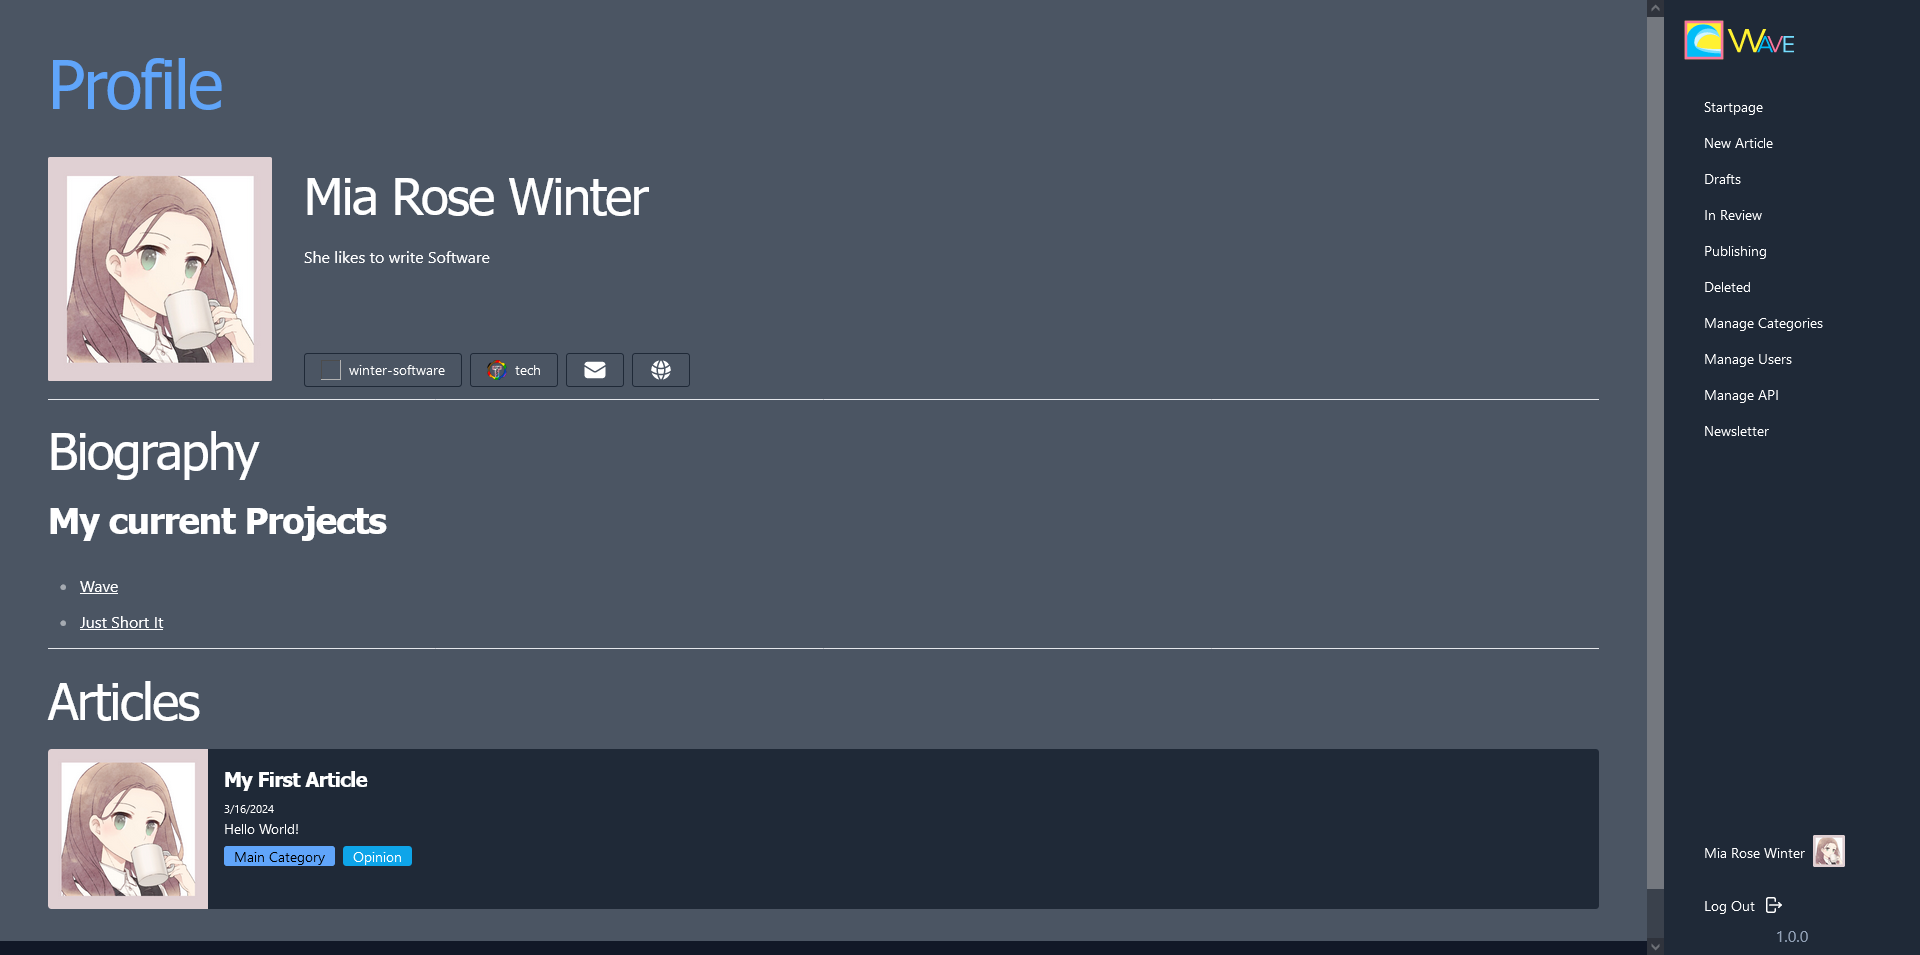 Profile
Mia Rose Winter
She likes to write Software
winter-software
tech
Biography
My current Projects
Wave
Just Short It
Articles
My First Article
3/16/2024
Hello World!
Main Category
Opinion
WAVE
Startpage
New Article
Drafts
In Review
Publishing
Deleted
Manage Categories
Manage Users
Manage API
Newsletter
Mia Rose Winter
Log Out
1.0.0